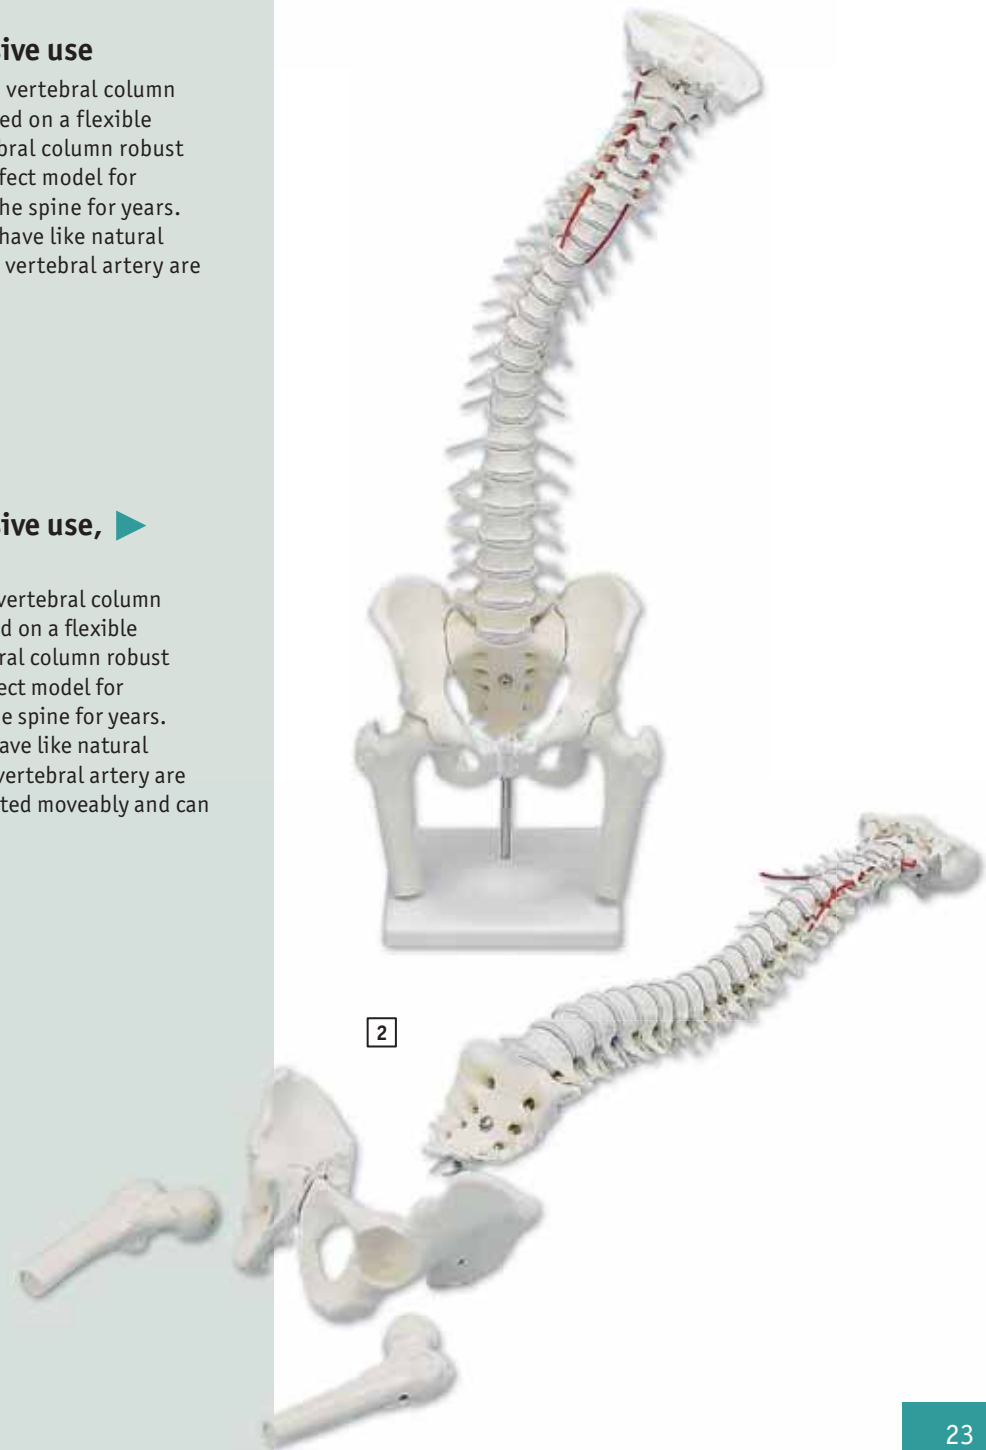 ive use
vertebral column
ed on a flexible
bral column robust
fect model for
he spine for years.
have like natural
vertebral artery are
ive use,
vertebral column
d on a flexible
ral column robust
ect model for
e spine for years.
ave like natural
vertebral artery are
ted moveably and can
2
23